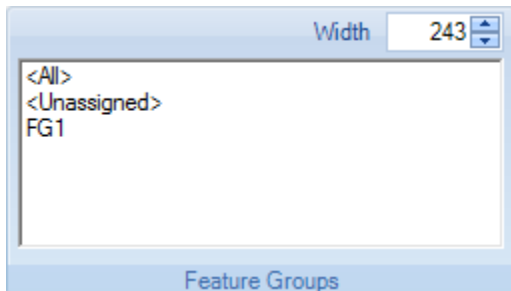 Width 243
<All>
<Unassigned>
FG1
Feature Groups